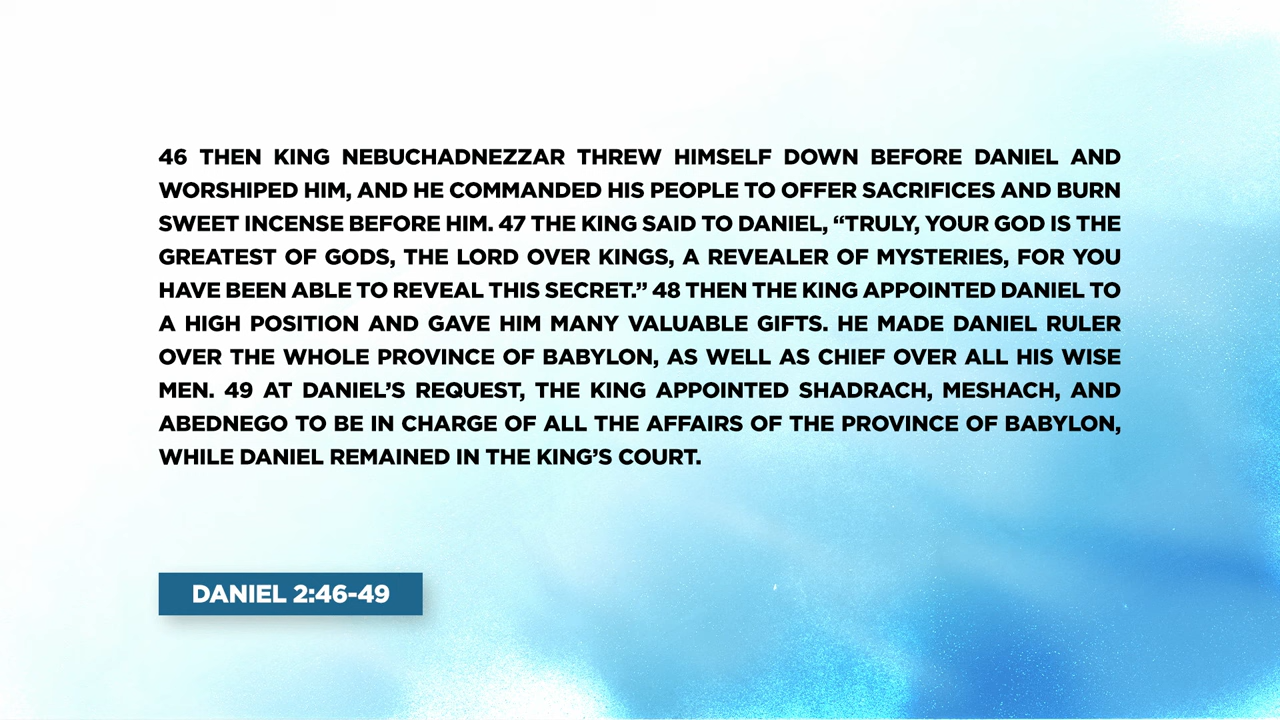 46 THEN KING NEBUCHADNEZZAR THREW HIMSELF DOWN BEFORE DANIEL AND
WORSHIPED HIM, AND HE COMMANDED HIS PEOPLE TO OFFER SACRIFICES AND BURN
SWEET INCENSE BEFORE HIM. 47 THE KING SAID TO DANIEL, “TRULY, YOUR GOD IS THE
GREATEST OF GODS, THE LORD OVER KINGS, A REVEALER OF MYSTERIES, FOR YOU
HAVE BEEN ABLE TO REVEAL THIS SECRET.” 48 THEN THE KING APPOINTED DANIEL TO
A HIGH POSITION AND GAVE HIM MANY VALUABLE GIFTS. HE MADE DANIEL RULER
OVER THE WHOLE PROVINCE OF BABYLON, AS WELL AS CHIEF OVER ALL HIS WISE
MEN. 49 AT DANIEL’S REQUEST, THE KING APPOINTED SHADRACH, MESHACH, AND
ABEDNEGO TO BE IN CHARGE OF ALL THE AFFAIRS OF THE PROVINCE OF BABYLON,
WHILE DANIEL REMAINED IN THE KING’S COURT.
DANIEL 2:46-49